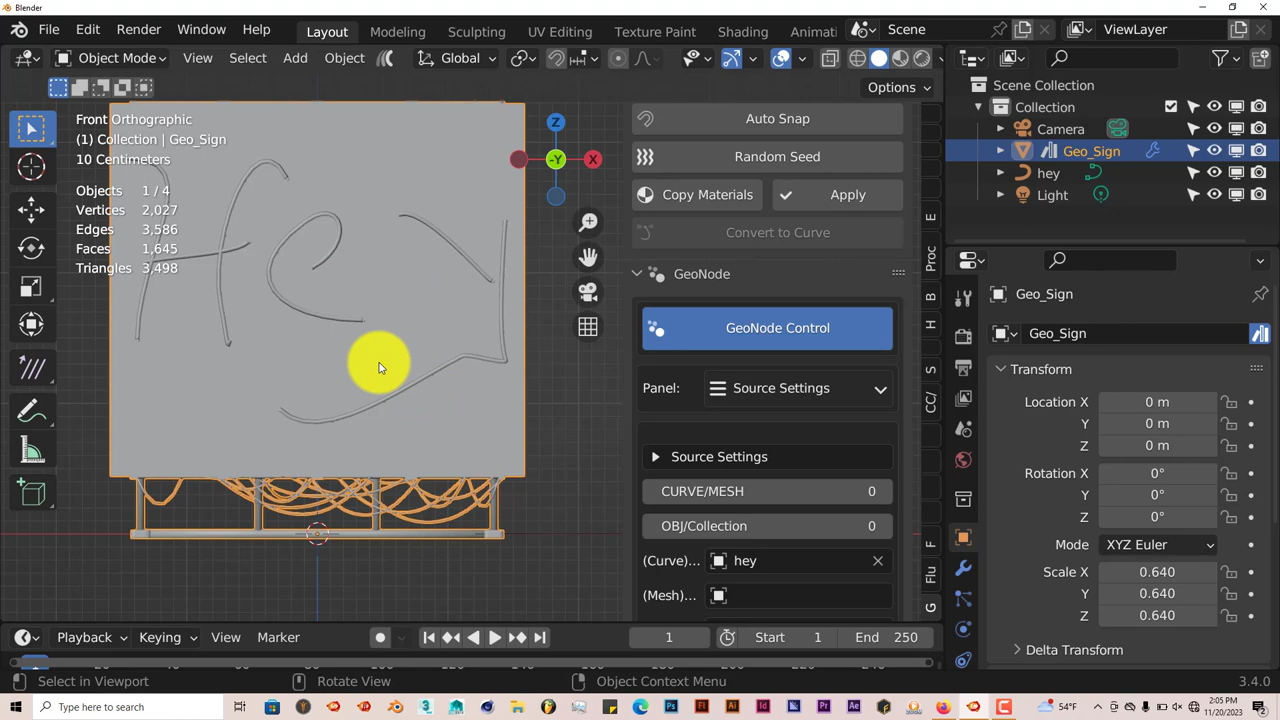 Blender
File Edit Render Window Help Layout Modeling Sculpting UV Editing Texture Paint Shading Animati Scene ViewLayer
Object Mode View Select Add Object Global
Options
Front Orthographic
(1) Collection | Geo_Sign
10 Centimeters
Objects 1 / 4
Vertices 2,027
Edges 3,586
Faces 1,645
Triangles 3,498
Hey
Z
X
-Y
Auto Snap
Random Seed
Copy Materials Apply
Convert to Curve
GeoNode
GeoNode Control
Panel: Source Settings
Source Settings
CURVE/MESH 0
OBJ/Collection 0
(Curve)... hey
(Mesh)...
E
Proc
B
H
S
CC/
F
Flu
G
Scene Collection
Collection
Camera
Geo_Sign
hey
Light
Geo_Sign
Geo_Sign
Transform
Location X 0 m
Y 0 m
Z 0 m
Rotation X 0°
Y 0°
Z 0°
Mode XYZ Euler
Scale X 0.640
Y 0.640
Z 0.640
Delta Transform
Playback Keying View Marker 1 Start 1 End 250
Select in Viewport Rotate View Object Context Menu 3.4.0
Type here to search 54°F 2:05 PM
11/20/2023